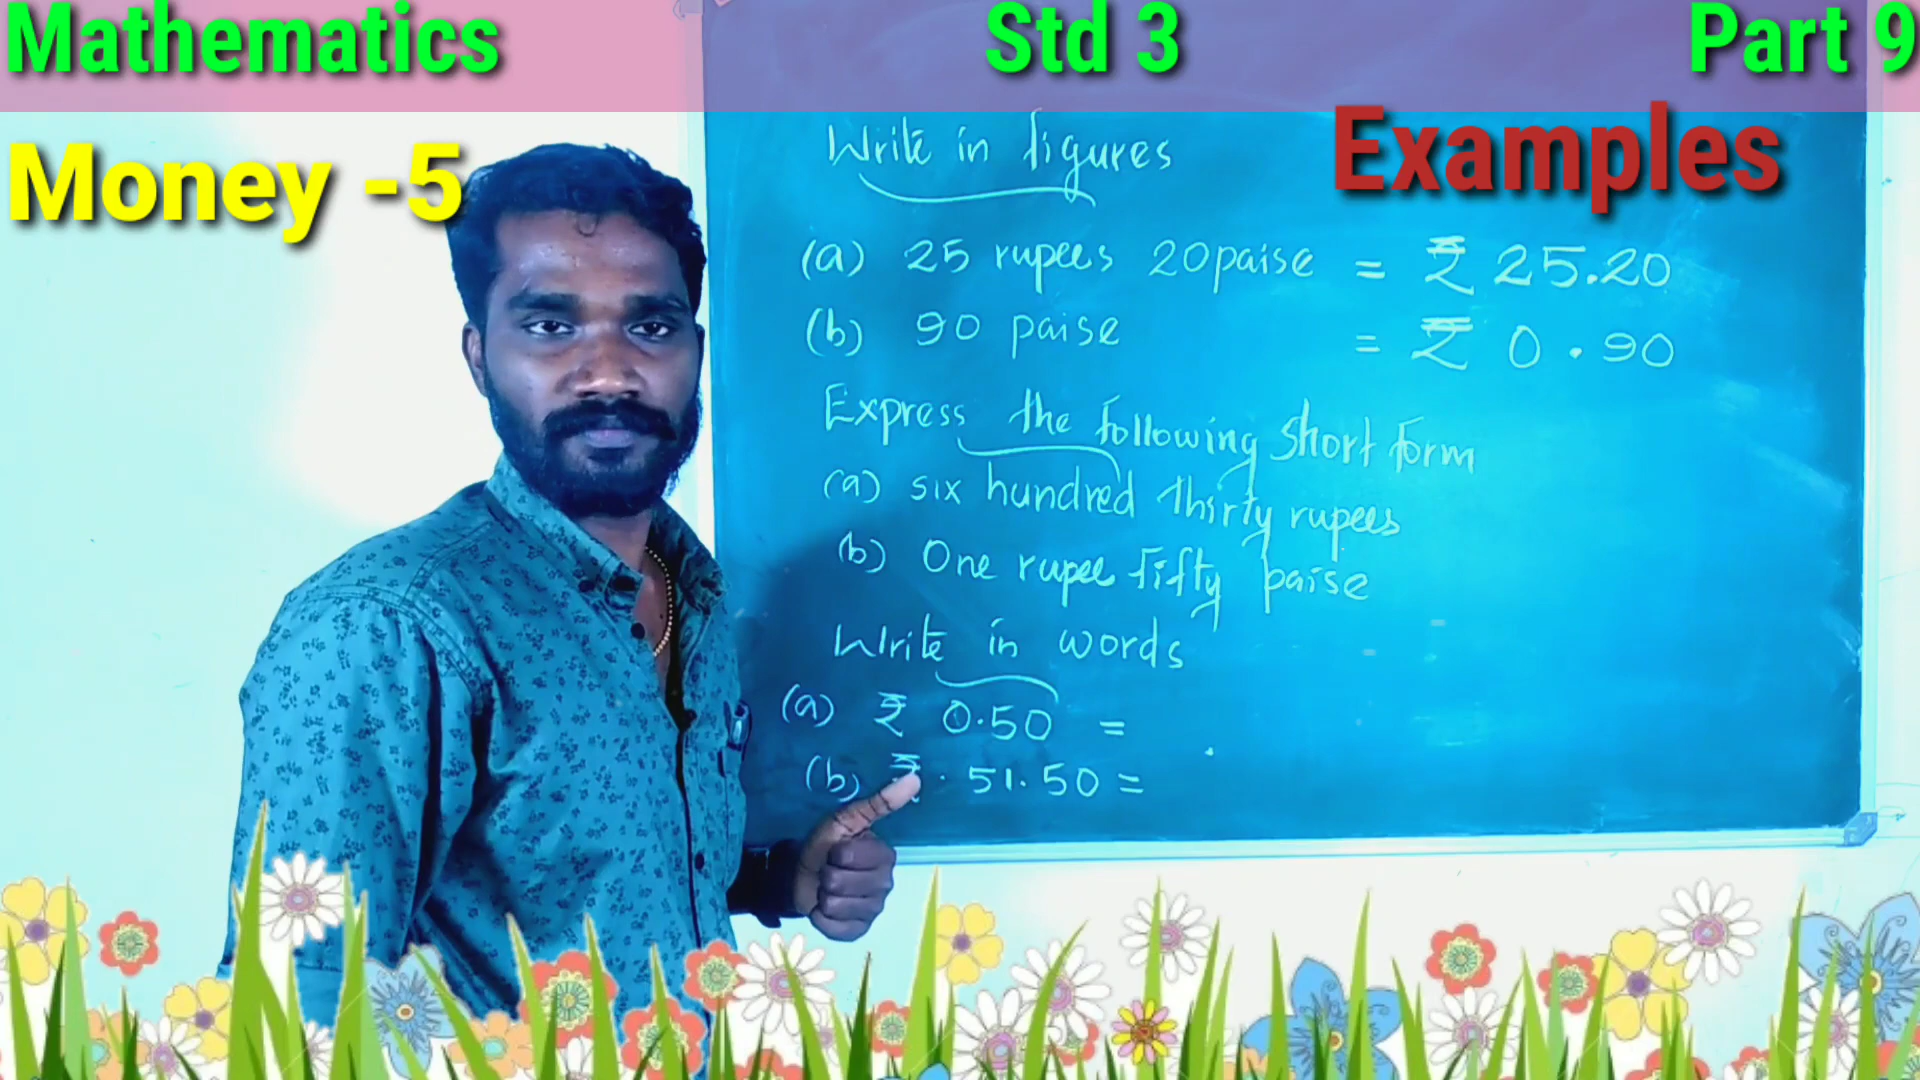 Mathematics Std 3 Part 9
Money -5 Examples
Write in figures
(a) 25 rupees 20paise = ₹ 25.20
(b) 90 paise = ₹ 0.90
Express the following short form
(a) six hundred thirty rupees
(b) One rupee fifty paise
Write in words
(a) ₹ 0.50 =
(b) ₹. 51.50 =